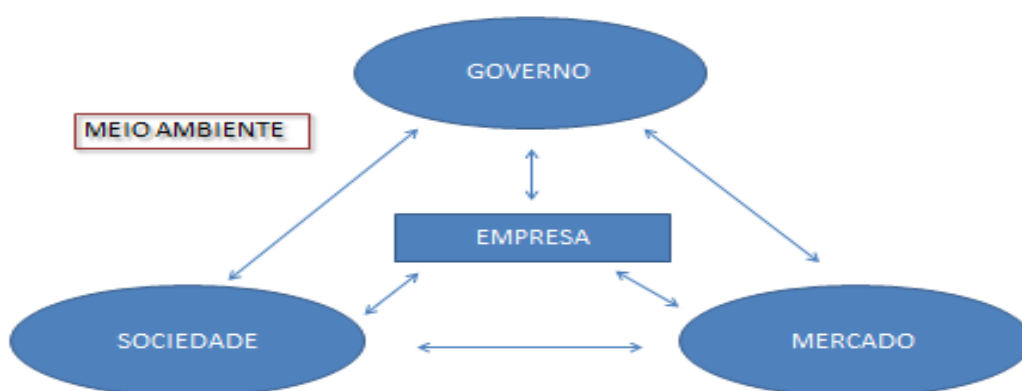 GOVERNO
MEIO AMBIENTE
EMPRESA
SOCIEDADE
MERCADO